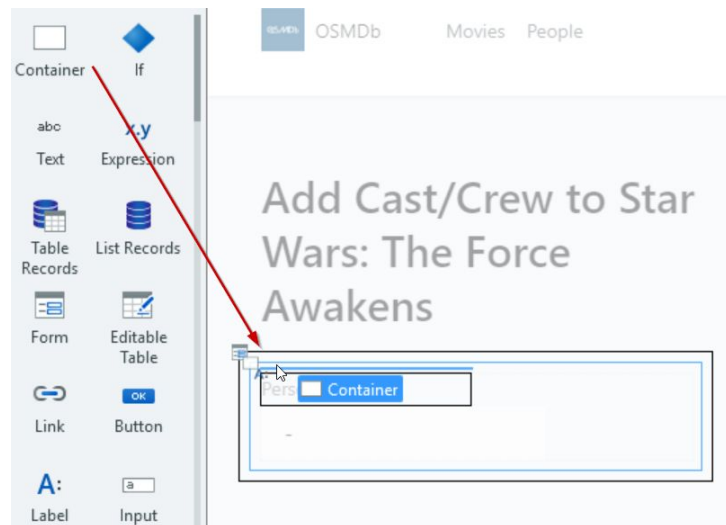 OSMDb OSMDb Movies People
Container If
abc x.y
Text Expression
Table
Records
List Records
Form
Editable
Table
OK
Link Button
A: a
Label Input
Add Cast/Crew to Star
Wars: The Force
Awakens
A:
Pers Container
-